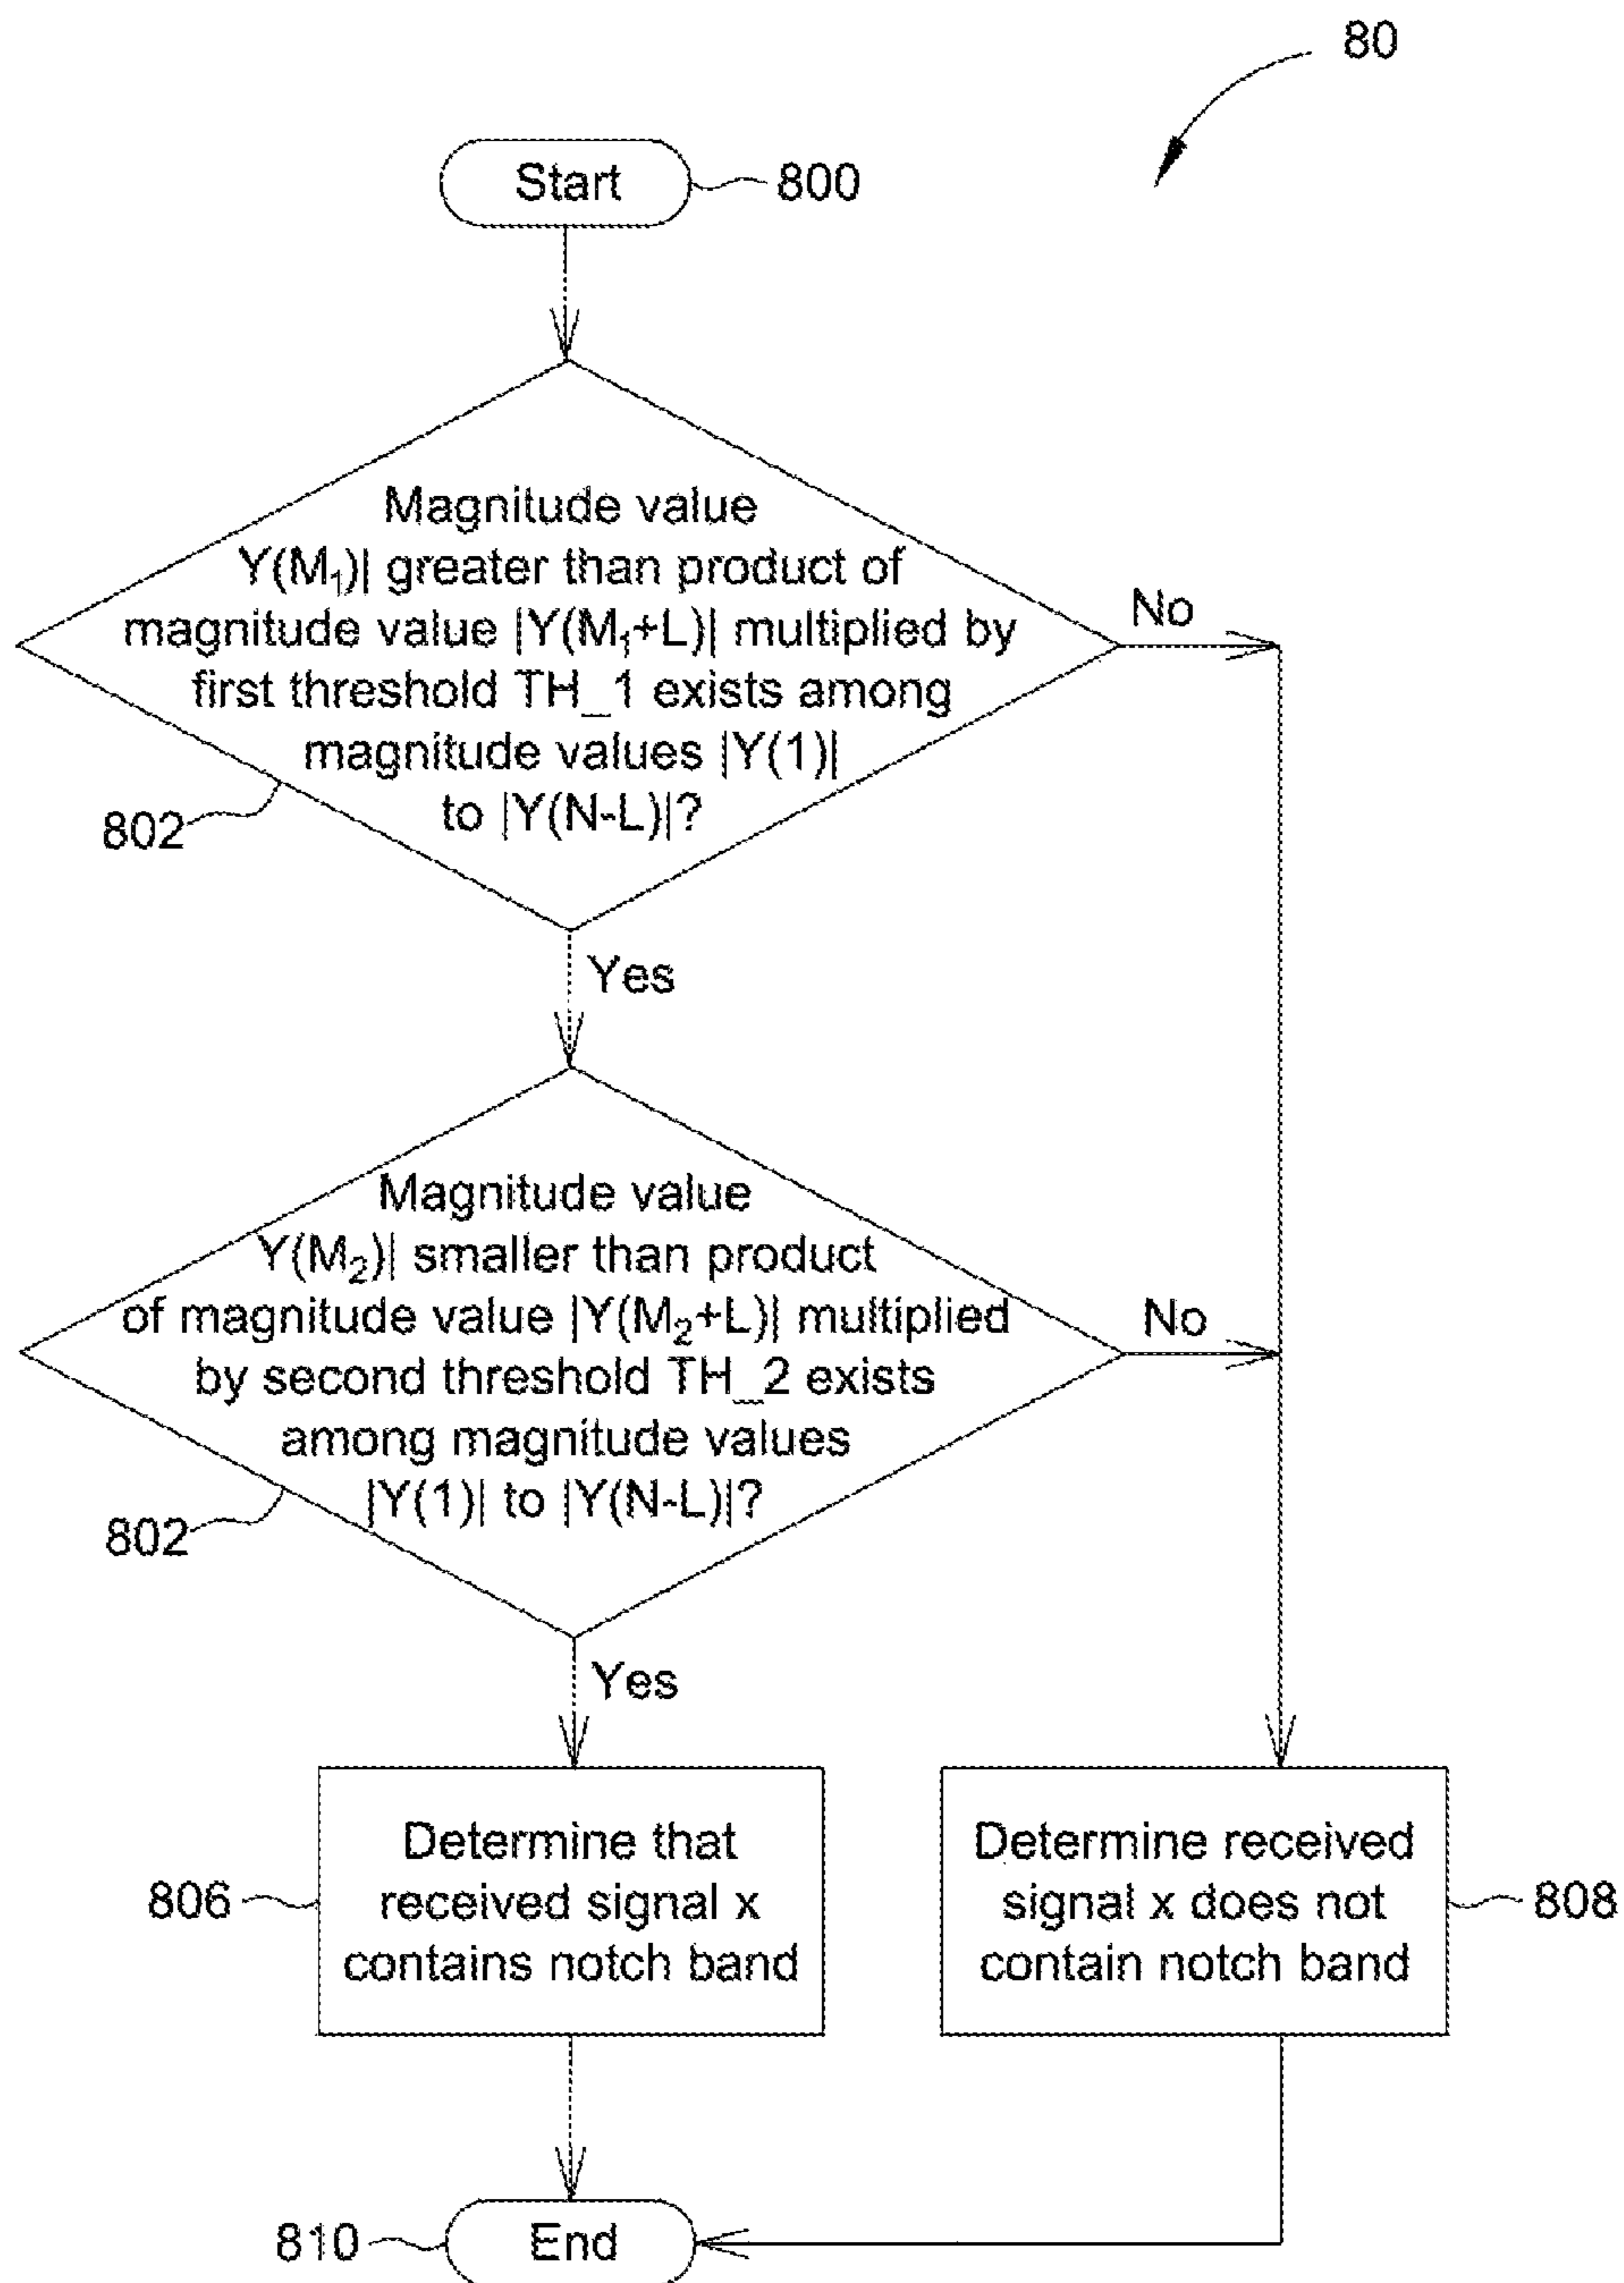 80
Start
800
Magnitude value
Y(M₁)| greater than product of
magnitude value |Y(M₁+L)| multiplied by
first threshold TH_1 exists among
magnitude values |Y(1)|
to |Y(N-L)|?
No
802
Yes
Magnitude value
Y(M₂)| smaller than product
of magnitude value |Y(M₂+L)| multiplied
by second threshold TH_2 exists
among magnitude values
|Y(1)| to |Y(N-L)|?
No
802
Yes
Determine that
received signal x
contains notch band
806
Determine received
signal x does not
contain notch band
808
810
End